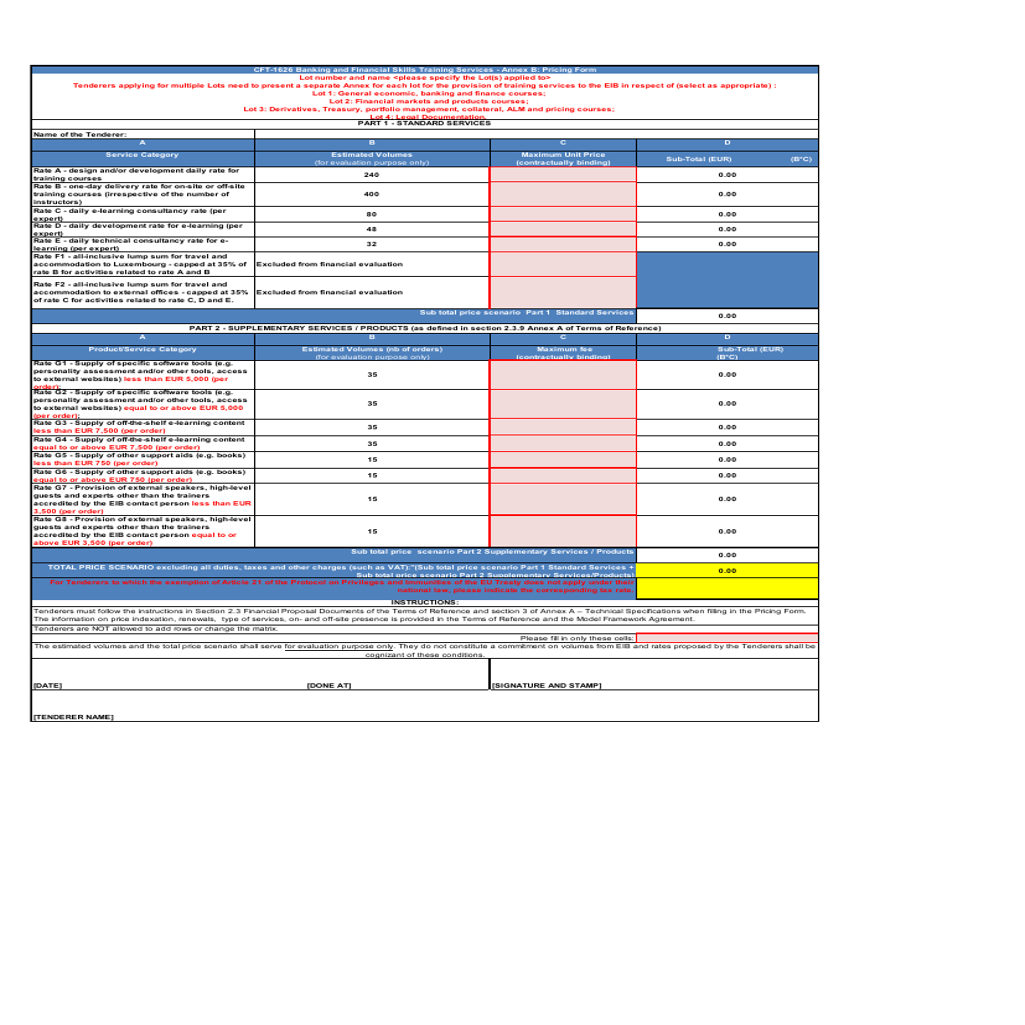 CFT-1626 Banking and Financial Skills Training Services - Annex B: Pricing Form
Lot number and name <please specify the Lot(s) applied to>
Tenderers applying for multiple Lots need to present a separate Annex for each lot for the provision of training services to the EIB in respect of (select as appropriate) :
Lot 1: General economic, banking and finance courses;
Lot 2: Financial markets and products courses;
Lot 3: Derivatives, Treasury, portfolio management, collateral, ALM and pricing courses;
Lot 4: Legal Documentation.
PART 1 - STANDARD SERVICES
Name of the Tenderer:
A B C D
Service Category Estimated Volumes Maximum Unit Price Sub-Total (EUR) (B*C)
(for evaluation purpose only) (contractually binding)
Rate A - design and/or development daily rate for
training courses
240 0.00
Rate B - one-day delivery rate for on-site or off-site
training courses (irrespective of the number of
instructors)
400 0.00
Rate C - daily e-learning consultancy rate (per
expert)
80 0.00
Rate D - daily development rate for e-learning (per
expert)
48 0.00
Rate E - daily technical consultancy rate for e-
learning (per expert)
32 0.00
Rate F1 - all-inclusive lump sum for travel and
accommodation to Luxembourg - capped at 35% of
rate B for activities related to rate A and B
Excluded from financial evaluation
Rate F2 - all-inclusive lump sum for travel and
accommodation to external offices - capped at 35%
of rate C for activities related to rate C, D and E.
Excluded from financial evaluation
Sub total price scenario Part 1 Standard Services 0.00
PART 2 - SUPPLEMENTARY SERVICES / PRODUCTS (as defined in section 2.3.9 Annex A of Terms of Reference)
A B C D
Product/Service Category Estimated Volumes (nb of orders) Maximum fee Sub-Total (EUR)
(for evaluation purpose only) (contractually binding) (B*C)
Rate G1 - Supply of specific software tools (e.g.
personality assessment and/or other tools, access
to external websites) less than EUR 5,000 (per
order);
35 0.00
Rate G2 - Supply of specific software tools (e.g.
personality assessment and/or other tools, access
to external websites) equal to or above EUR 5,000
(per order);
35 0.00
Rate G3 - Supply of off-the-shelf e-learning content
less than EUR 7,500 (per order)
35 0.00
Rate G4 - Supply of off-the-shelf e-learning content
equal to or above EUR 7,500 (per order)
35 0.00
Rate G5 - Supply of other support aids (e.g. books)
less than EUR 750 (per order)
15 0.00
Rate G6 - Supply of other support aids (e.g. books)
equal to or above EUR 750 (per order)
15 0.00
Rate G7 - Provision of external speakers, high-level
guests and experts other than the trainers
accredited by the EIB contact person less than EUR
3,500 (per order)
15 0.00
Rate G8 - Provision of external speakers, high-level
guests and experts other than the trainers
accredited by the EIB contact person equal to or
above EUR 3,500 (per order)
15 0.00
Sub total price scenario Part 2 Supplementary Services / Products 0.00
TOTAL PRICE SCENARIO excluding all duties, taxes and other charges (such as VAT):"(Sub total price scenario Part 1 Standard Services +
Sub total price scenario Part 2 Supplementary Services/Products)
0.00
For Tenderers to which the exemption of Article 21 of the Protocol on Privileges and Immunities of the EU Treaty does not apply under their
national law, please indicate the corresponding tax rate.
INSTRUCTIONS:
Tenderers must follow the instructions in Section 2.3 Financial Proposal Documents of the Terms of Reference and section 3 of Annex A – Technical Specifications when filling in the Pricing Form.
The information on price indexation, renewals, type of services, on- and off-site presence is provided in the Terms of Reference and the Model Framework Agreement.
Tenderers are NOT allowed to add rows or change the matrix.
Please fill in only these cells:
The estimated volumes and the total price scenario shall serve for evaluation purpose only. They do not constitute a commitment on volumes from EIB and rates proposed by the Tenderers shall be
cognizant of these conditions.
[DATE] [DONE AT] [SIGNATURE AND STAMP]
[TENDERER NAME]